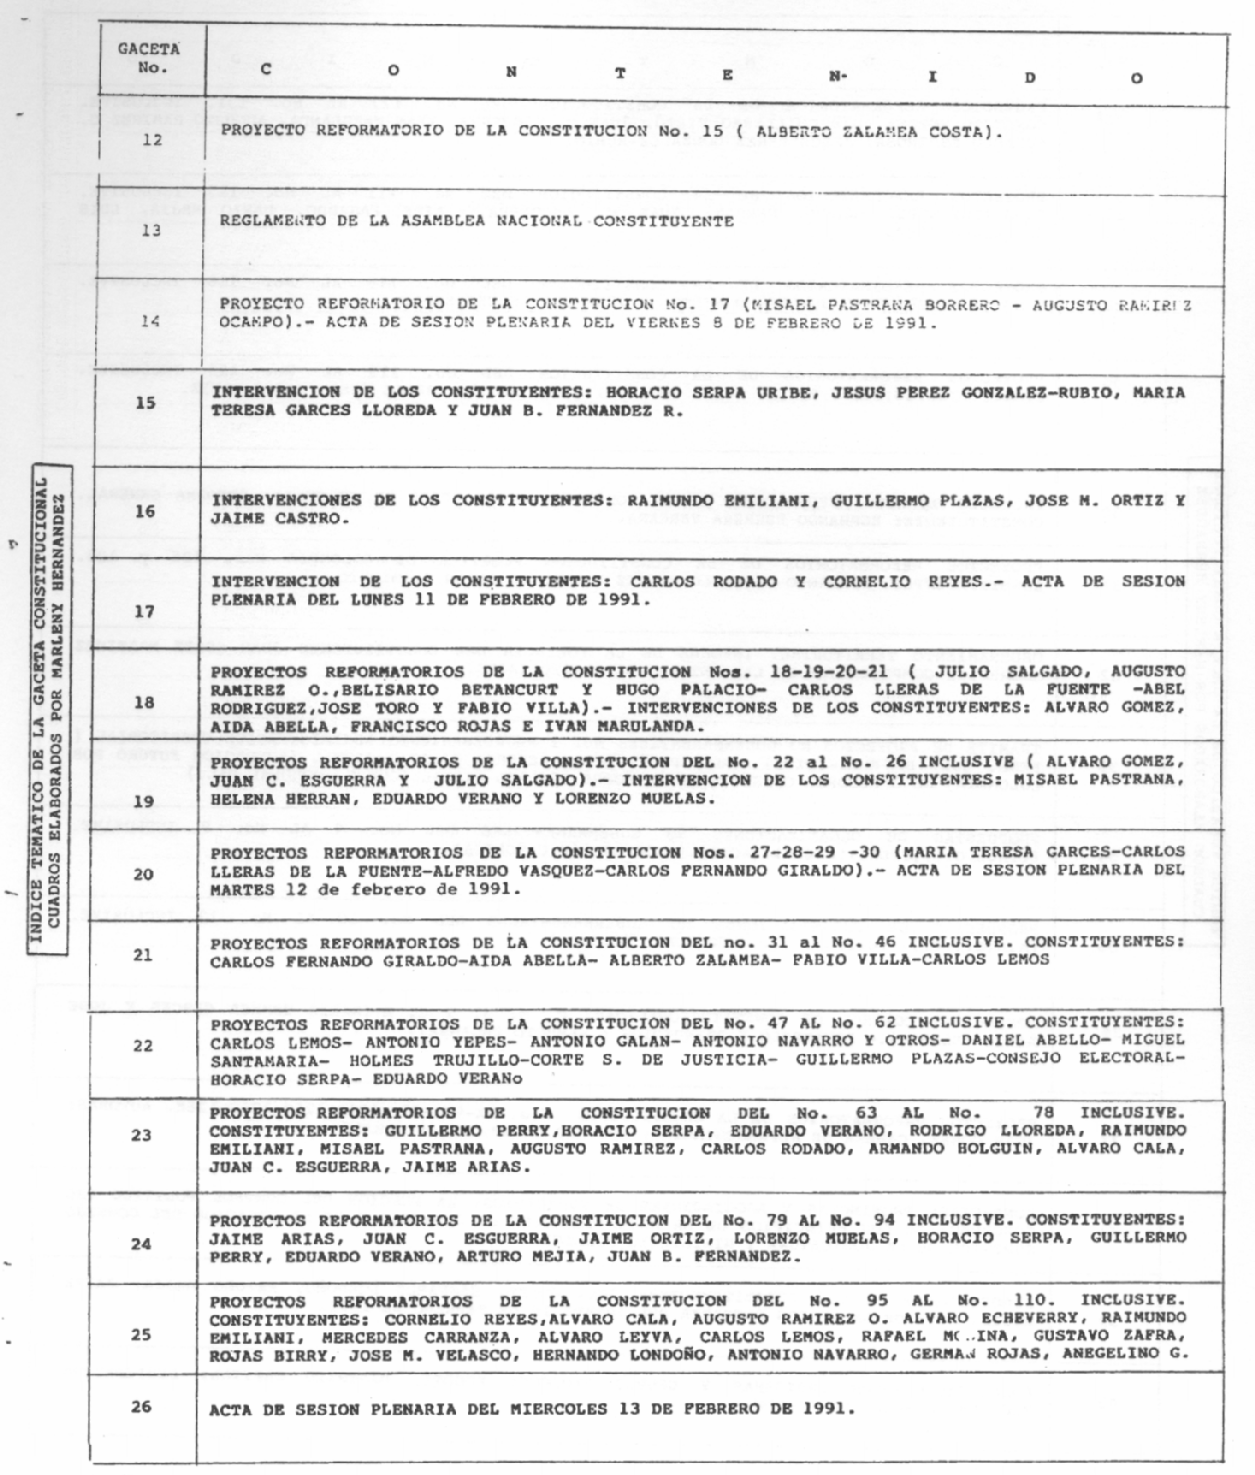 GACETA
No.
C O N T E N- I D O
12
PROYECTO REFORMATORIO DE LA CONSTITUCION No. 15 ( ALBERTO ZALAMEA COSTA).
13
REGLAMENTO DE LA ASAMBLEA NACIONAL CONSTITUYENTE
14
PROYECTO REFORMATORIO DE LA CONSTITUCION No. 17 (MISAEL PASTRANA BORRERO - AUGUSTO RAMIREZ
OCAMPO).- ACTA DE SESION PLENARIA DEL VIERNES 8 DE FEBRERO DE 1991.
15
INTERVENCION DE LOS CONSTITUYENTES: HORACIO SERPA URIBE, JESUS PEREZ GONZALEZ-RUBIO, MARIA
TERESA GARCES LLOREDA Y JUAN B. FERNANDEZ R.
16
INTERVENCIONES DE LOS CONSTITUYENTES: RAIMUNDO EMILIANI, GUILLERMO PLAZAS, JOSE M. ORTIZ Y
JAIME CASTRO.
17
INTERVENCION DE LOS CONSTITUYENTES: CARLOS RODADO Y CORNELIO REYES.- ACTA DE SESION
PLENARIA DEL LUNES 11 DE FEBRERO DE 1991.
18
PROYECTOS REFORMATORIOS DE LA CONSTITUCION Nos. 18-19-20-21 ( JULIO SALGADO, AUGUSTO
RAMIREZ O.,BELISARIO BETANCURT Y HUGO PALACIO- CARLOS LLERAS DE LA FUENTE -ABEL
RODRIGUEZ,JOSE TORO Y FABIO VILLA).- INTERVENCIONES DE LOS CONSTITUYENTES: ALVARO GOMEZ,
AIDA ABELLA, FRANCISCO ROJAS E IVAN MARULANDA.
19
PROYECTOS REFORMATORIOS DE LA CONSTITUCION DEL No. 22 al No. 26 INCLUSIVE ( ALVARO GOMEZ,
JUAN C. ESGUERRA Y JULIO SALGADO).- INTERVENCION DE LOS CONSTITUYENTES: MISAEL PASTRANA,
HELENA HERRAN, EDUARDO VERANO Y LORENZO MUELAS.
20
PROYECTOS REFORMATORIOS DE LA CONSTITUCION Nos. 27-28-29 -30 (MARIA TERESA GARCES-CARLOS
LLERAS DE LA FUENTE-ALFREDO VASQUEZ-CARLOS FERNANDO GIRALDO).- ACTA DE SESION PLENARIA DEL
MARTES 12 de febrero de 1991.
21
PROYECTOS REFORMATORIOS DE LA CONSTITUCION DEL no. 31 al No. 46 INCLUSIVE. CONSTITUYENTES:
CARLOS FERNANDO GIRALDO-AIDA ABELLA- ALBERTO ZALAMEA- FABIO VILLA-CARLOS LEMOS
22
PROYECTOS REFORMATORIOS DE LA CONSTITUCION DEL No. 47 AL No. 62 INCLUSIVE. CONSTITUYENTES:
CARLOS LEMOS- ANTONIO YEPES- ANTONIO GALAN- ANTONIO NAVARRO Y OTROS- DANIEL ABELLO- MIGUEL
SANTAMARIA- HOLMES TRUJILLO-CORTE S. DE JUSTICIA- GUILLERMO PLAZAS-CONSEJO ELECTORAL-
HORACIO SERPA- EDUARDO VERANo
23
PROYECTOS REFORMATORIOS DE LA CONSTITUCION DEL No. 63 AL No. 78 INCLUSIVE.
CONSTITUYENTES: GUILLERMO PERRY,HORACIO SERPA, EDUARDO VERANO, RODRIGO LLOREDA, RAIMUNDO
EMILIANI, MISAEL PASTRANA, AUGUSTO RAMIREZ, CARLOS RODADO, ARMANDO HOLGUIN, ALVARO CALA,
JUAN C. ESGUERRA, JAIME ARIAS.
24
PROYECTOS REFORMATORIOS DE LA CONSTITUCION DEL No. 79 AL No. 94 INCLUSIVE. CONSTITUYENTES:
JAIME ARIAS, JUAN C. ESGUERRA, JAIME ORTIZ, LORENZO MUELAS, HORACIO SERPA, GUILLERMO
PERRY, EDUARDO VERANO, ARTURO MEJIA, JUAN B. FERNANDEZ.
25
PROYECTOS REFORMATORIOS DE LA CONSTITUCION DEL No. 95 AL No. 110. INCLUSIVE.
CONSTITUYENTES: CORNELIO REYES,ALVARO CALA, AUGUSTO RAMIREZ O. ALVARO ECHEVERRY, RAIMUNDO
EMILIANI, MERCEDES CARRANZA, ALVARO LEYVA, CARLOS LEMOS, RAFAEL MOLINA, GUSTAVO ZAFRA,
ROJAS BIRRY, JOSE M. VELASCO, HERNANDO LONDOÑO, ANTONIO NAVARRO, GERMAN ROJAS, ANEGELINO G.
26
ACTA DE SESION PLENARIA DEL MIERCOLES 13 DE FEBRERO DE 1991.
INDICE TEMATICO DE LA GACETA CONSTITUCIONAL
CUADROS ELABORADOS POR MARLENY HERNANDEZ